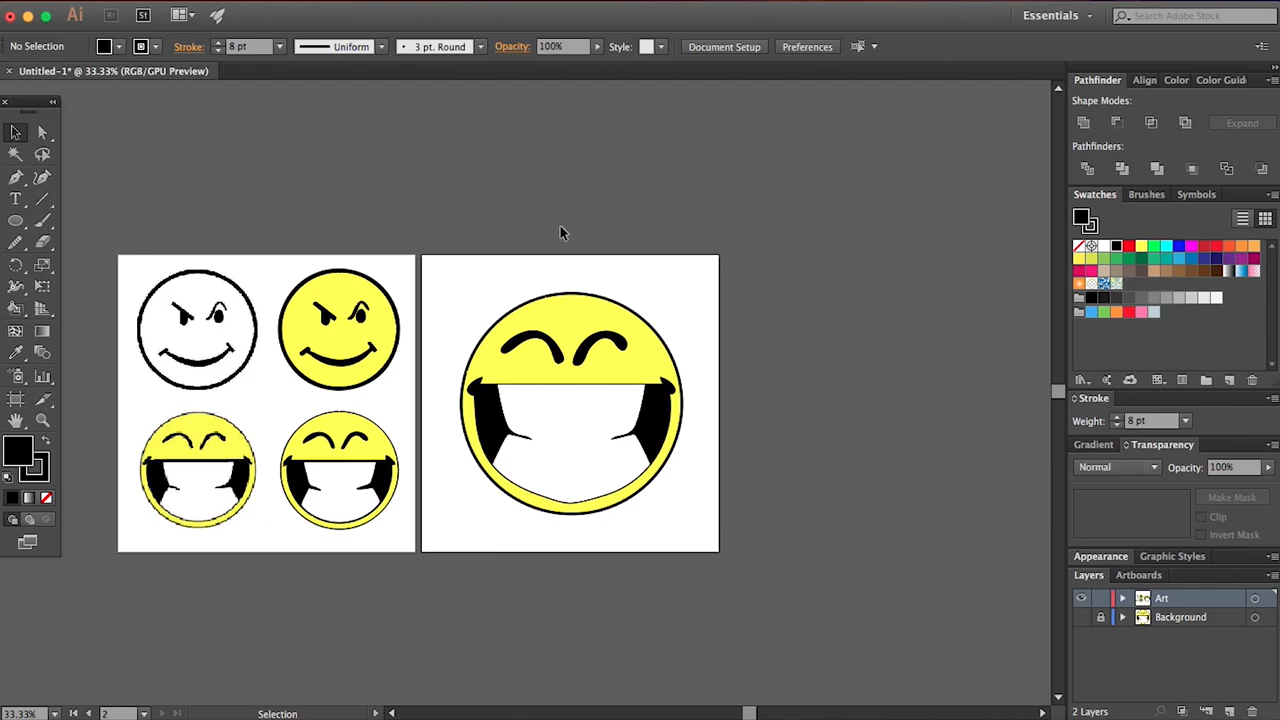 Ai Br St Essentials Search Adobe Stock
No Selection Stroke: 8 pt Uniform 3 pt. Round Opacity: 100% Style: Document Setup Preferences
× Untitled-1* @ 33.33% (RGB/GPU Preview)
Pathfinder Align Color Color Guid
Shape Modes:
Expand
Pathfinders:
Swatches Brushes Symbols
Stroke
Weight: 8 pt
Gradient Transparency
Normal Opacity: 100%
Make Mask
Clip
Invert Mask
Appearance Graphic Styles
Layers Artboards
Art
Background
33.33% 2 Selection 2 Layers